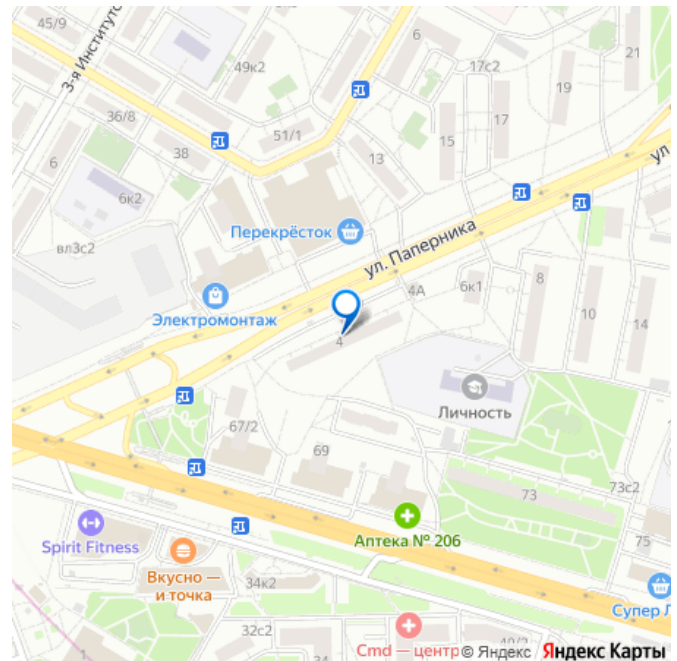 45/9
3-я Институтс
49к2
6
17с2
21
19
36/8
38
51/1
13
15
17
6
6к2
вл3с2
Перекрёсток
ул. Паперника
ул
4А
6к1
8
10
14
Электромонтаж
4
Личность
67/2
69
73
73с2
75
Spirit Fitness
Аптека № 206
Вкусно —
и точка
34к2
Супер Л
32с2
Cmd — центр
© Яндекс
Яндекс Карты